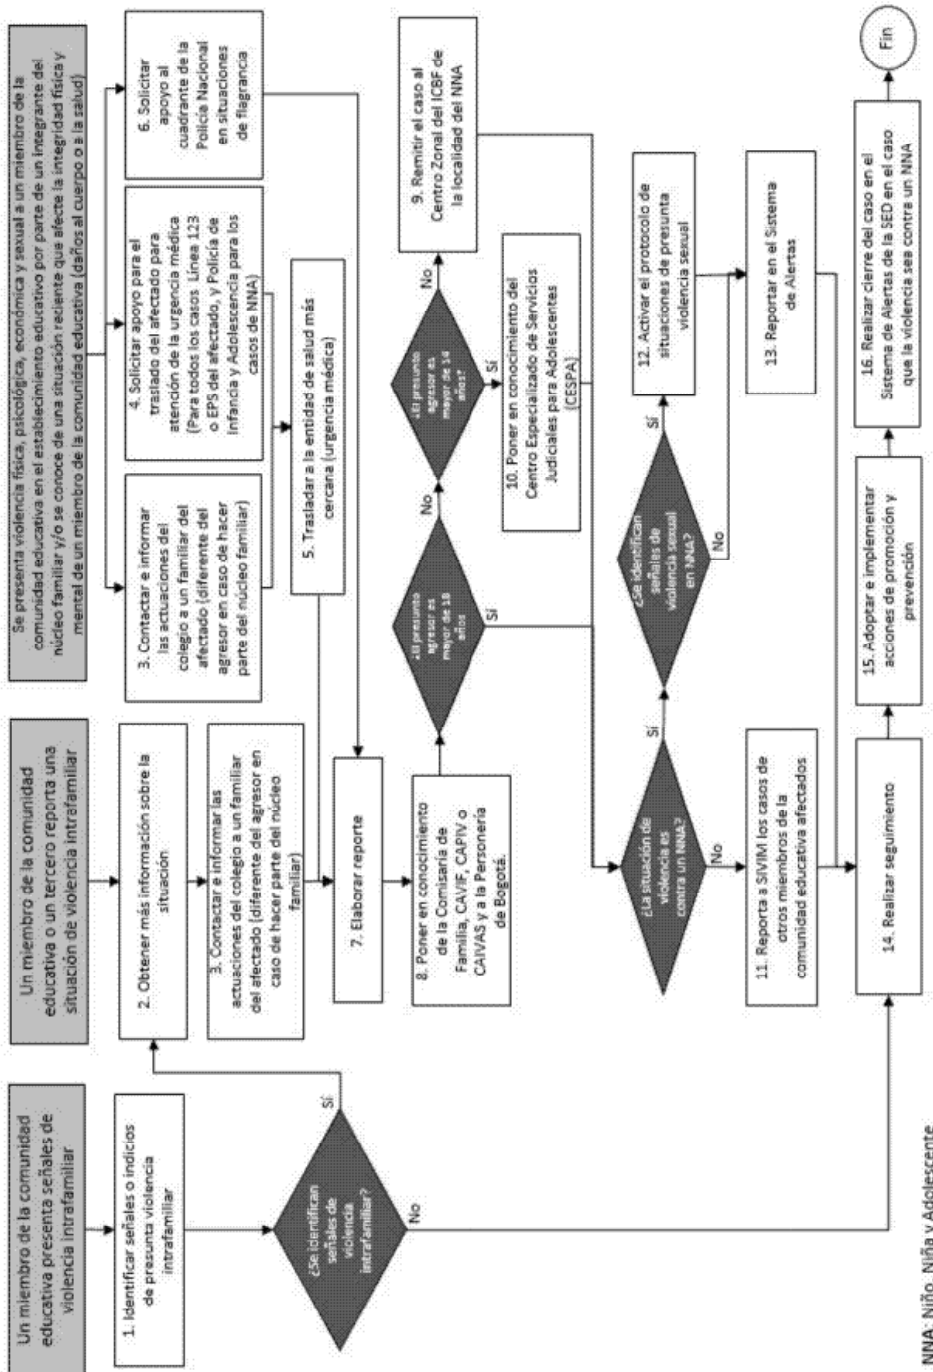 Un miembro de la comunidad
educativa presenta señales de
violencia intrafamiliar
Un miembro de la comunidad
educativa o un tercero reporta una
situación de violencia intrafamiliar
Se presenta violencia física, psicológica, económica y sexual a un miembro de la
comunidad educativa en el establecimiento educativo por parte de un integrante del
núcleo familiar y/o se conoce de una situación reciente que afecte la integridad física y
mental de un miembro de la comunidad educativa (daños al cuerpo o a la salud)
1. Identificar señales o indicios
de presunta violencia
intrafamiliar
2. Obtener más información sobre la
situación
3. Contactar e informar
las actuaciones del
colegio a un familiar del
afectado (diferente del
agresor en caso de hacer
parte del núcleo familiar)
4. Solicitar apoyo para el
traslado del afectado para
atención de la urgencia médica
(Para todos los casos Línea 123
o EPS del afectado, y Policía de
Infancia y Adolescencia para los
casos de NNA)
6. Solicitar
apoyo al
cuadrante de la
Policía Nacional
en situaciones
de flagrancia
3. Contactar e informar las
actuaciones del colegio a un familiar
del afectado (diferente del agresor en
caso de hacer parte del núcleo
familiar)
5. Trasladar a la entidad de salud más
cercana (urgencia médica)
¿Se identifican
señales de
violencia
intrafamiliar?
Sí
No
7. Elaborar reporte
8. Poner en conocimiento
de la Comisaría de
Familia, CAVIF, CAPIV o
CAIVAS y a la Personería
de Bogotá.
¿El presunto
agresor es
mayor de 18
años
No
Sí
¿El presunto
agresor es
mayor de 14
años?
No
Sí
9. Remitir el caso al
Centro Zonal del ICBF de
la localidad del NNA
10. Poner en conocimiento del
Centro Especializado de Servicios
Judiciales para Adolescentes
(CESPA)
¿La situación de
violencia es
contra un NNA?
Sí
No
¿Se identifican
señales de
violencia sexual
en NNA?
Sí
No
12. Activar el protocolo de
situaciones de presunta
violencia sexual
11. Reporta a SIVIM los casos de
otros miembros de la
comunidad educativa afectados
13. Reportar en el Sistema
de Alertas
14. Realizar seguimiento
15. Adoptar e implementar
acciones de promoción y
prevención
16. Realizar cierre del caso en el
Sistema de Alertas de la SED en el caso
que la violencia sea contra un NNA
Fin
NNA: Niño, Niña y Adolescente